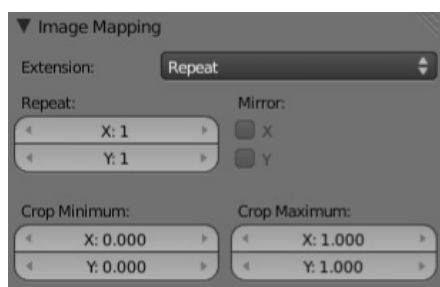 Image Mapping
Extension: Repeat
Repeat: Mirror:
X: 1 X
Y: 1 Y
Crop Minimum: Crop Maximum:
X: 0.000 X: 1.000
Y: 0.000 Y: 1.000